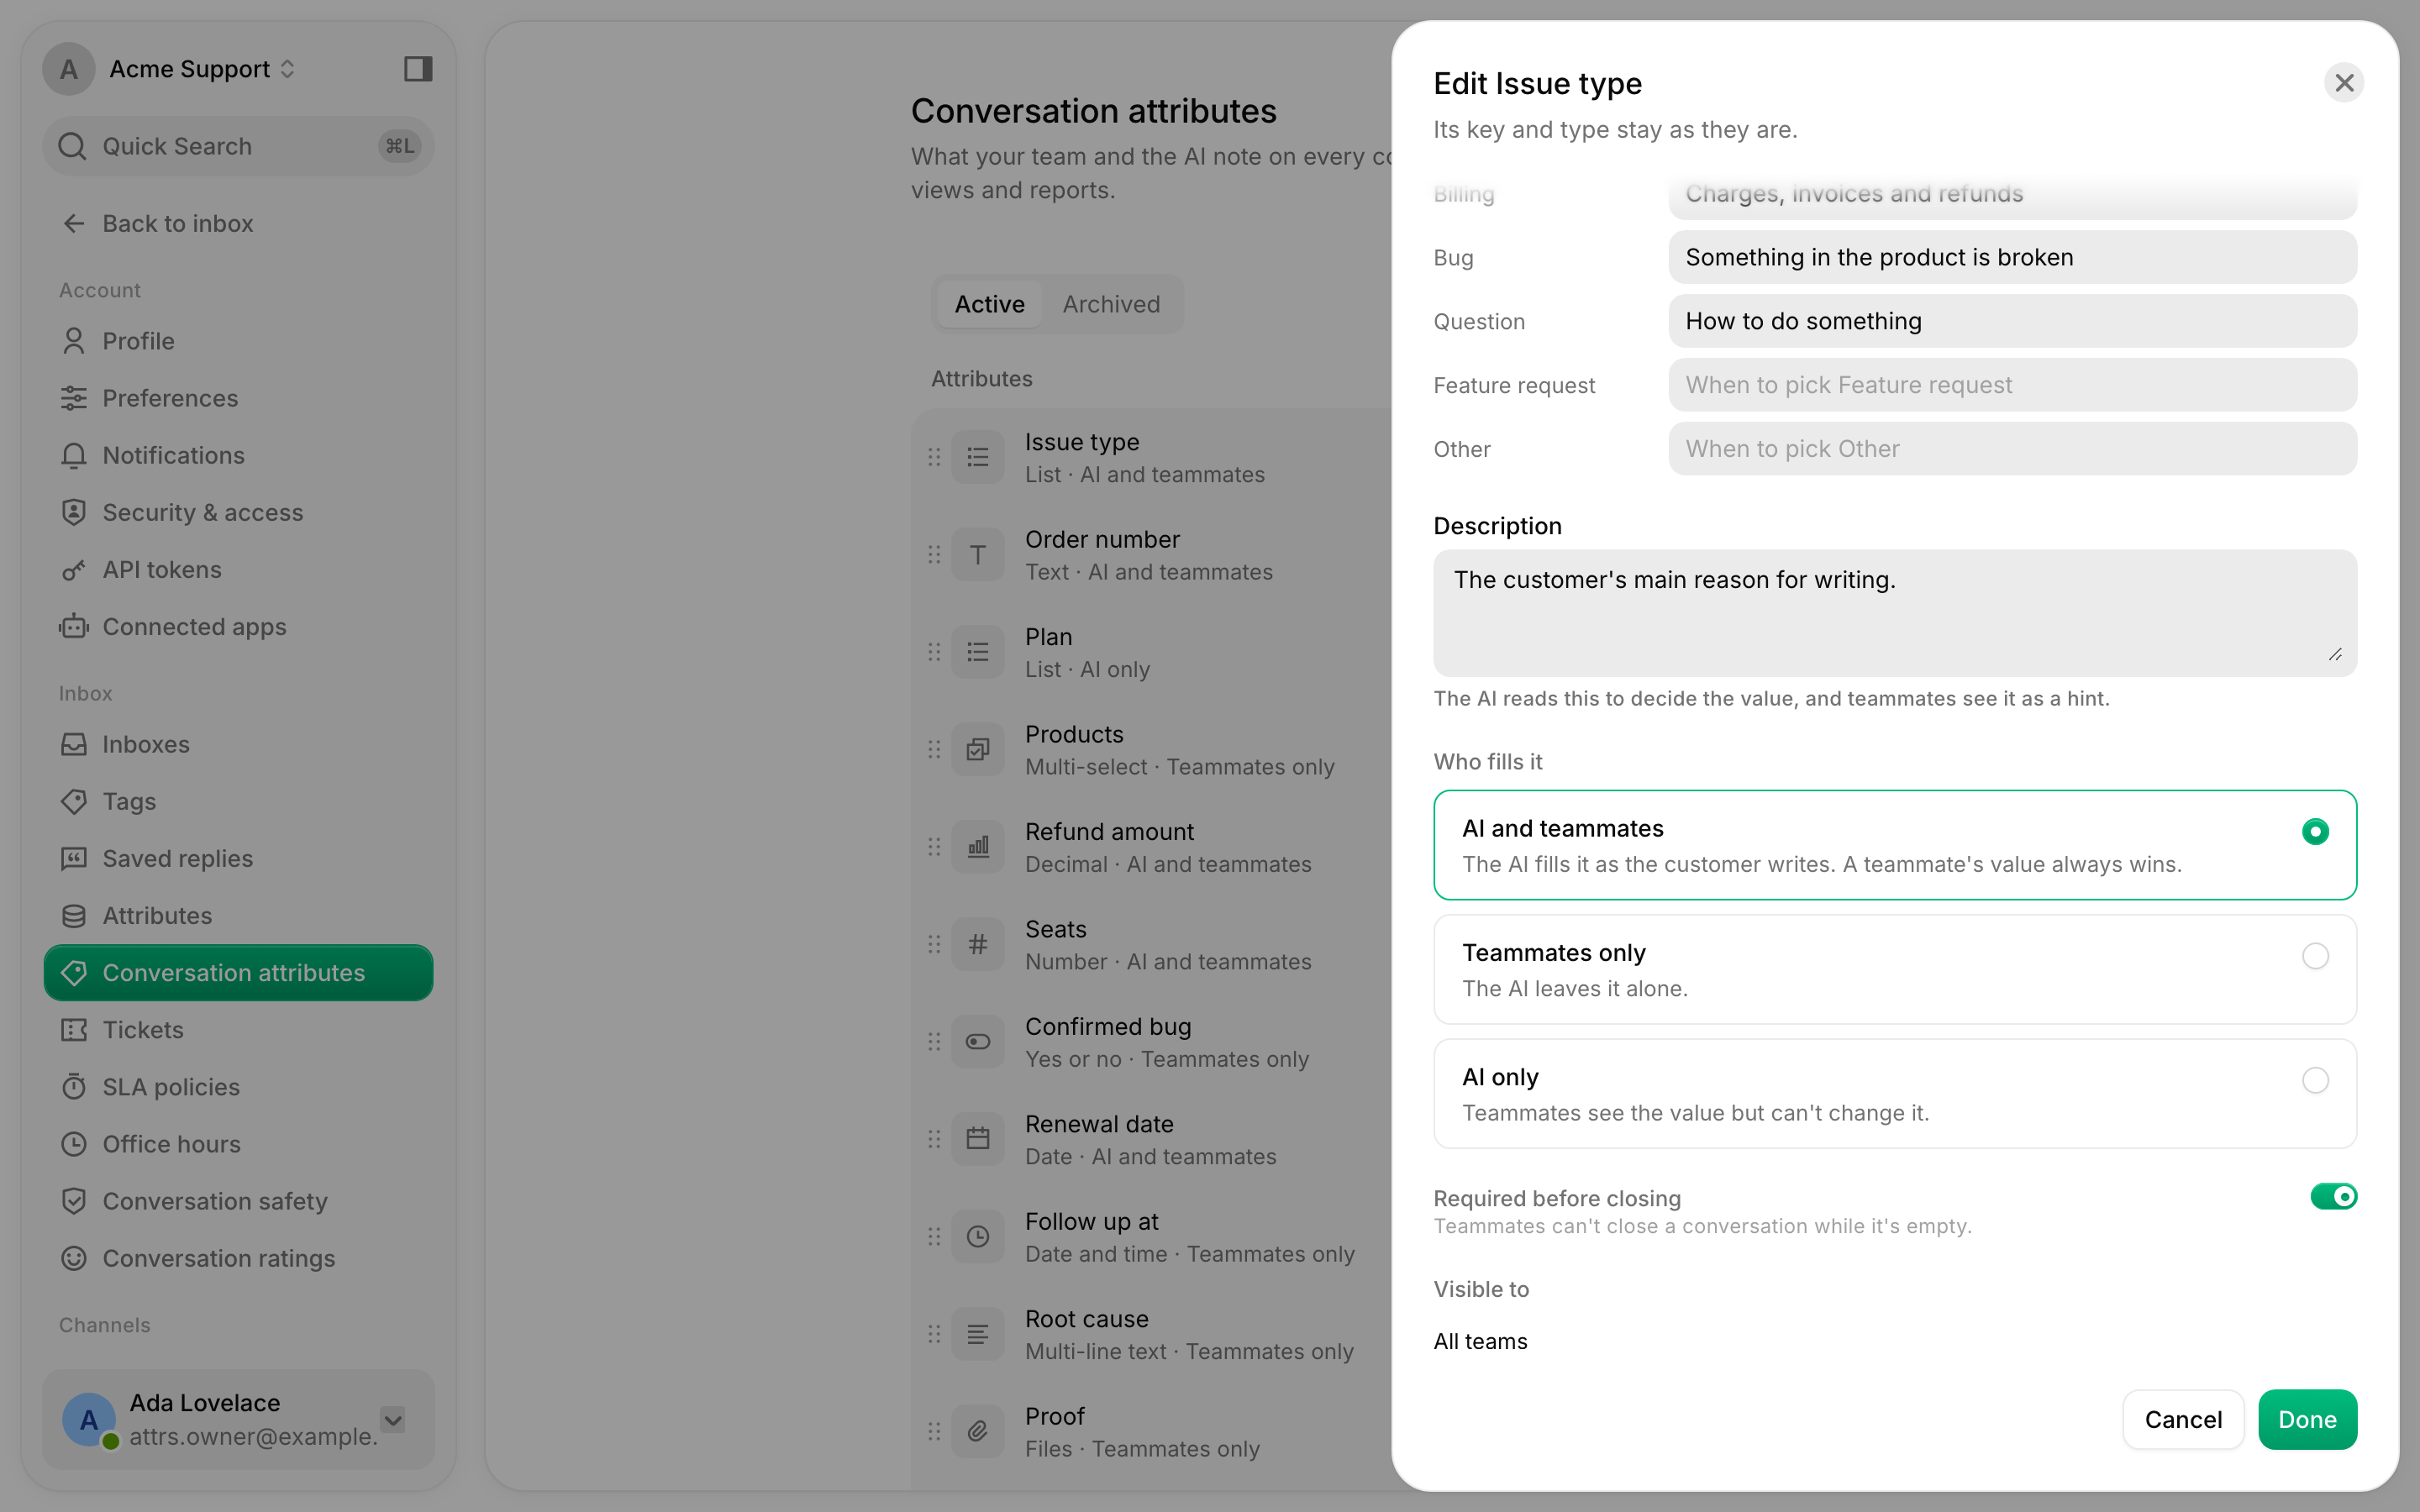 A
Acme Support
Quick Search
⌘L
Back to inbox
Account
Profile
Preferences
Notifications
Security & access
API tokens
Connected apps
Inbox
Inboxes
Tags
Saved replies
Attributes
Conversation attributes
Tickets
SLA policies
Office hours
Conversation safety
Conversation ratings
Channels
A
Ada Lovelace
attrs.owner@example.
Conversation attributes
What your team and the AI note on every
views and reports.
Active
Archived
Attributes
Issue type
List · AI and teammates
Order number
Text · AI and teammates
Plan
List · AI only
Products
Multi-select · Teammates only
Refund amount
Decimal · AI and teammates
Seats
Number · AI and teammates
Confirmed bug
Yes or no · Teammates only
Renewal date
Date · AI and teammates
Follow up at
Date and time · Teammates only
Root cause
Multi-line text · Teammates only
Proof
Files · Teammates only
Edit Issue type
Its key and type stay as they are.
Billing
Charges, invoices and refunds
Bug
Something in the product is broken
Question
How to do something
Feature request
When to pick Feature request
Other
When to pick Other
Description
The customer's main reason for writing.
The AI reads this to decide the value, and teammates see it as a hint.
Who fills it
AI and teammates
The AI fills it as the customer writes. A teammate's value always wins.
Teammates only
The AI leaves it alone.
AI only
Teammates see the value but can't change it.
Required before closing
Teammates can't close a conversation while it's empty.
Visible to
All teams
Cancel
Done